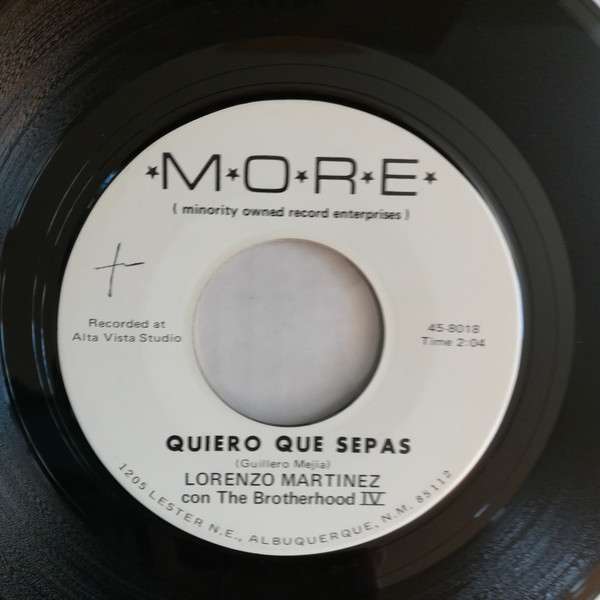 ★M★O★R★E★
( minority owned record enterprises )
Recorded at
Alta Vista Studio
45-8018
Time 2:04
QUIERO QUE SEPAS
(Guillero Mejia)
LORENZO MARTINEZ
con The Brotherhood IV
1205 LESTER N.E., ALBUQUERQUE, N.M. 85112